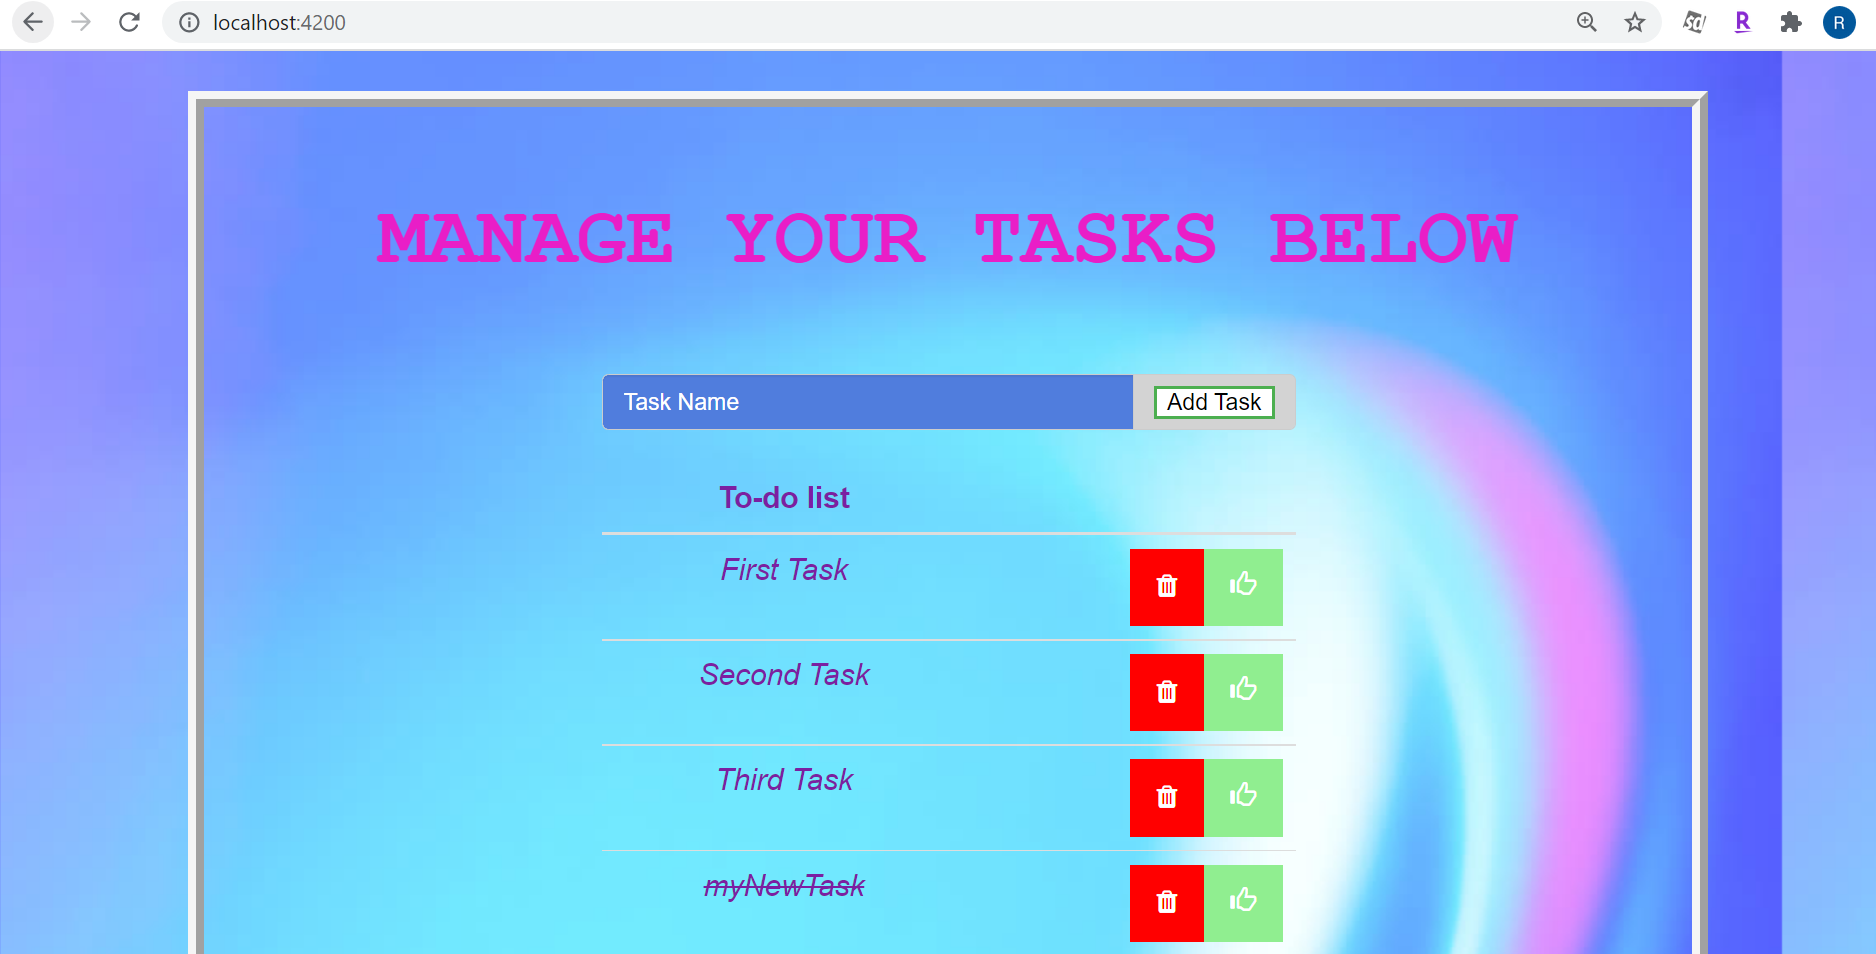 localhost:4200
R
R
MANAGE YOUR TASKS BELOW
Task Name
Add Task
To-do list
First Task
Second Task
Third Task
myNewTask